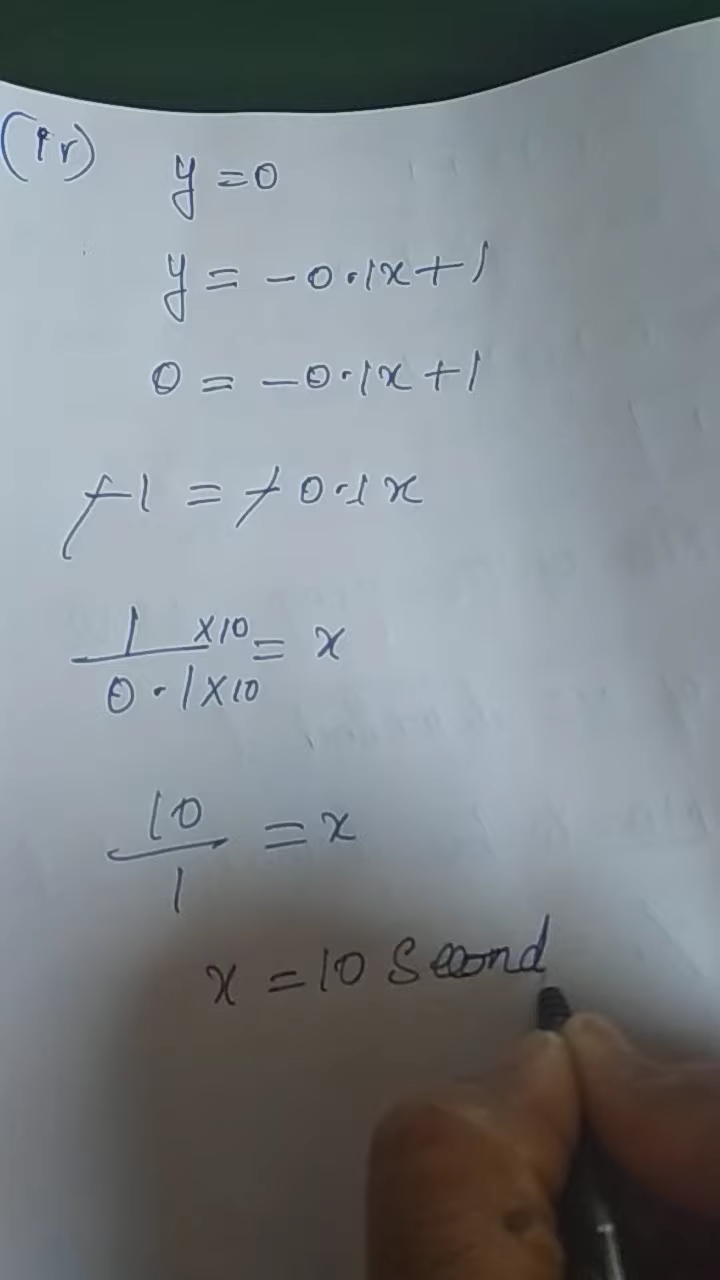 (iv) y = 0
y = -0.1x + 1
0 = -0.1x + 1
-1 = -0.1x
1 x10
0.1x10 = x
10
1 = x
x = 10 Second